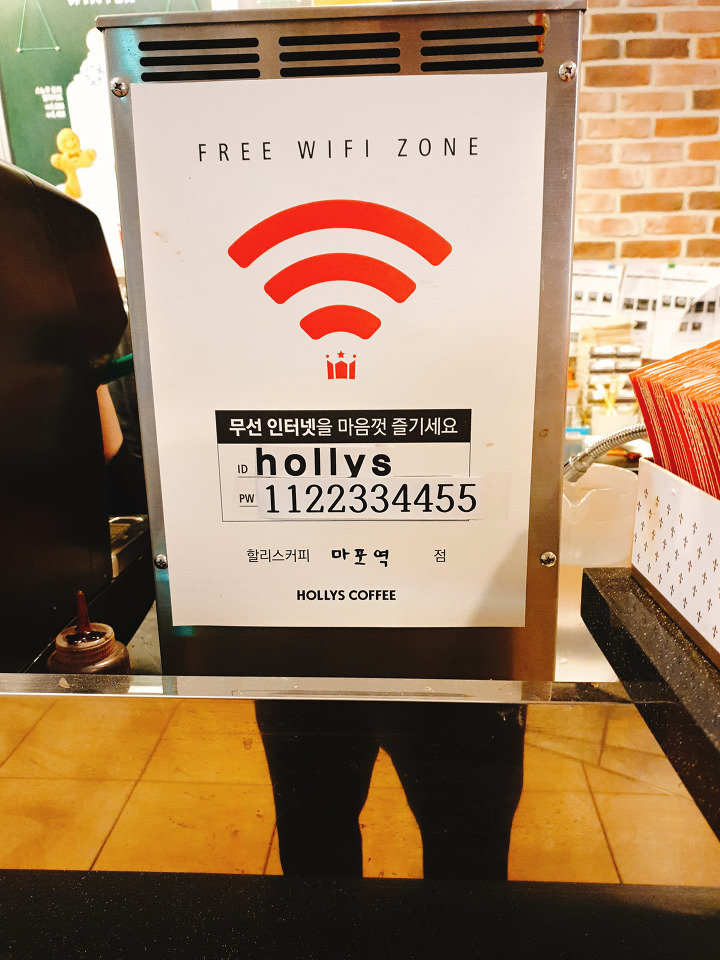 FREE WIFI ZONE
무선 인터넷을 마음껏 즐기세요
ID hollys
PW 1122334455
할리스커피 마포역 점
HOLLYS COFFEE